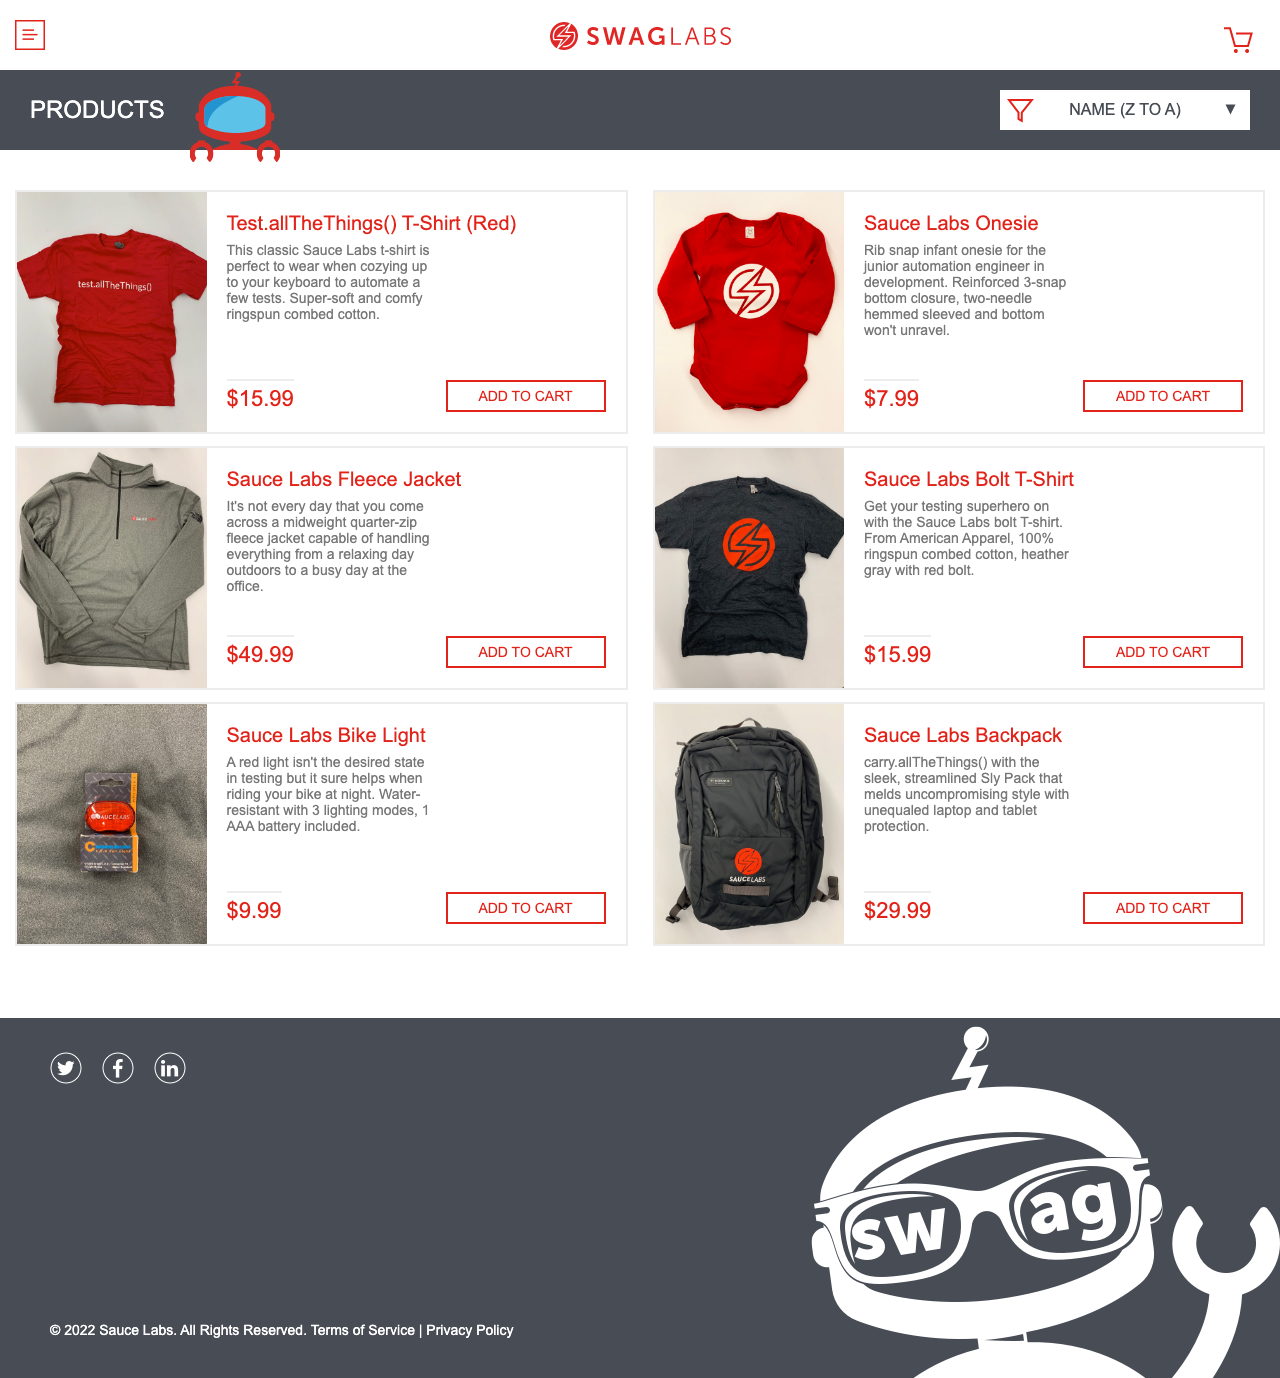 SWAGLABS
PRODUCTS
NAME (Z TO A)
test.allTheThings()
Test.allTheThings() T-Shirt (Red)
This classic Sauce Labs t-shirt is
perfect to wear when cozying up
to your keyboard to automate a
few tests. Super-soft and comfy
ringspun combed cotton.
$15.99
ADD TO CART
Sauce Labs Onesie
Rib snap infant onesie for the
junior automation engineer in
development. Reinforced 3-snap
bottom closure, two-needle
hemmed sleeved and bottom
won't unravel.
$7.99
ADD TO CART
Sauce Labs Fleece Jacket
It's not every day that you come
across a midweight quarter-zip
fleece jacket capable of handling
everything from a relaxing day
outdoors to a busy day at the
office.
$49.99
ADD TO CART
Sauce Labs Bolt T-Shirt
Get your testing superhero on
with the Sauce Labs bolt T-shirt.
From American Apparel, 100%
ringspun combed cotton, heather
gray with red bolt.
$15.99
ADD TO CART
SAUCELABS
Sauce Labs Bike Light
A red light isn't the desired state
in testing but it sure helps when
riding your bike at night. Water-
resistant with 3 lighting modes, 1
AAA battery included.
$9.99
ADD TO CART
SAUCELABS
Sauce Labs Backpack
carry.allTheThings() with the
sleek, streamlined Sly Pack that
melds uncompromising style with
unequaled laptop and tablet
protection.
$29.99
ADD TO CART
swag
© 2022 Sauce Labs. All Rights Reserved. Terms of Service | Privacy Policy